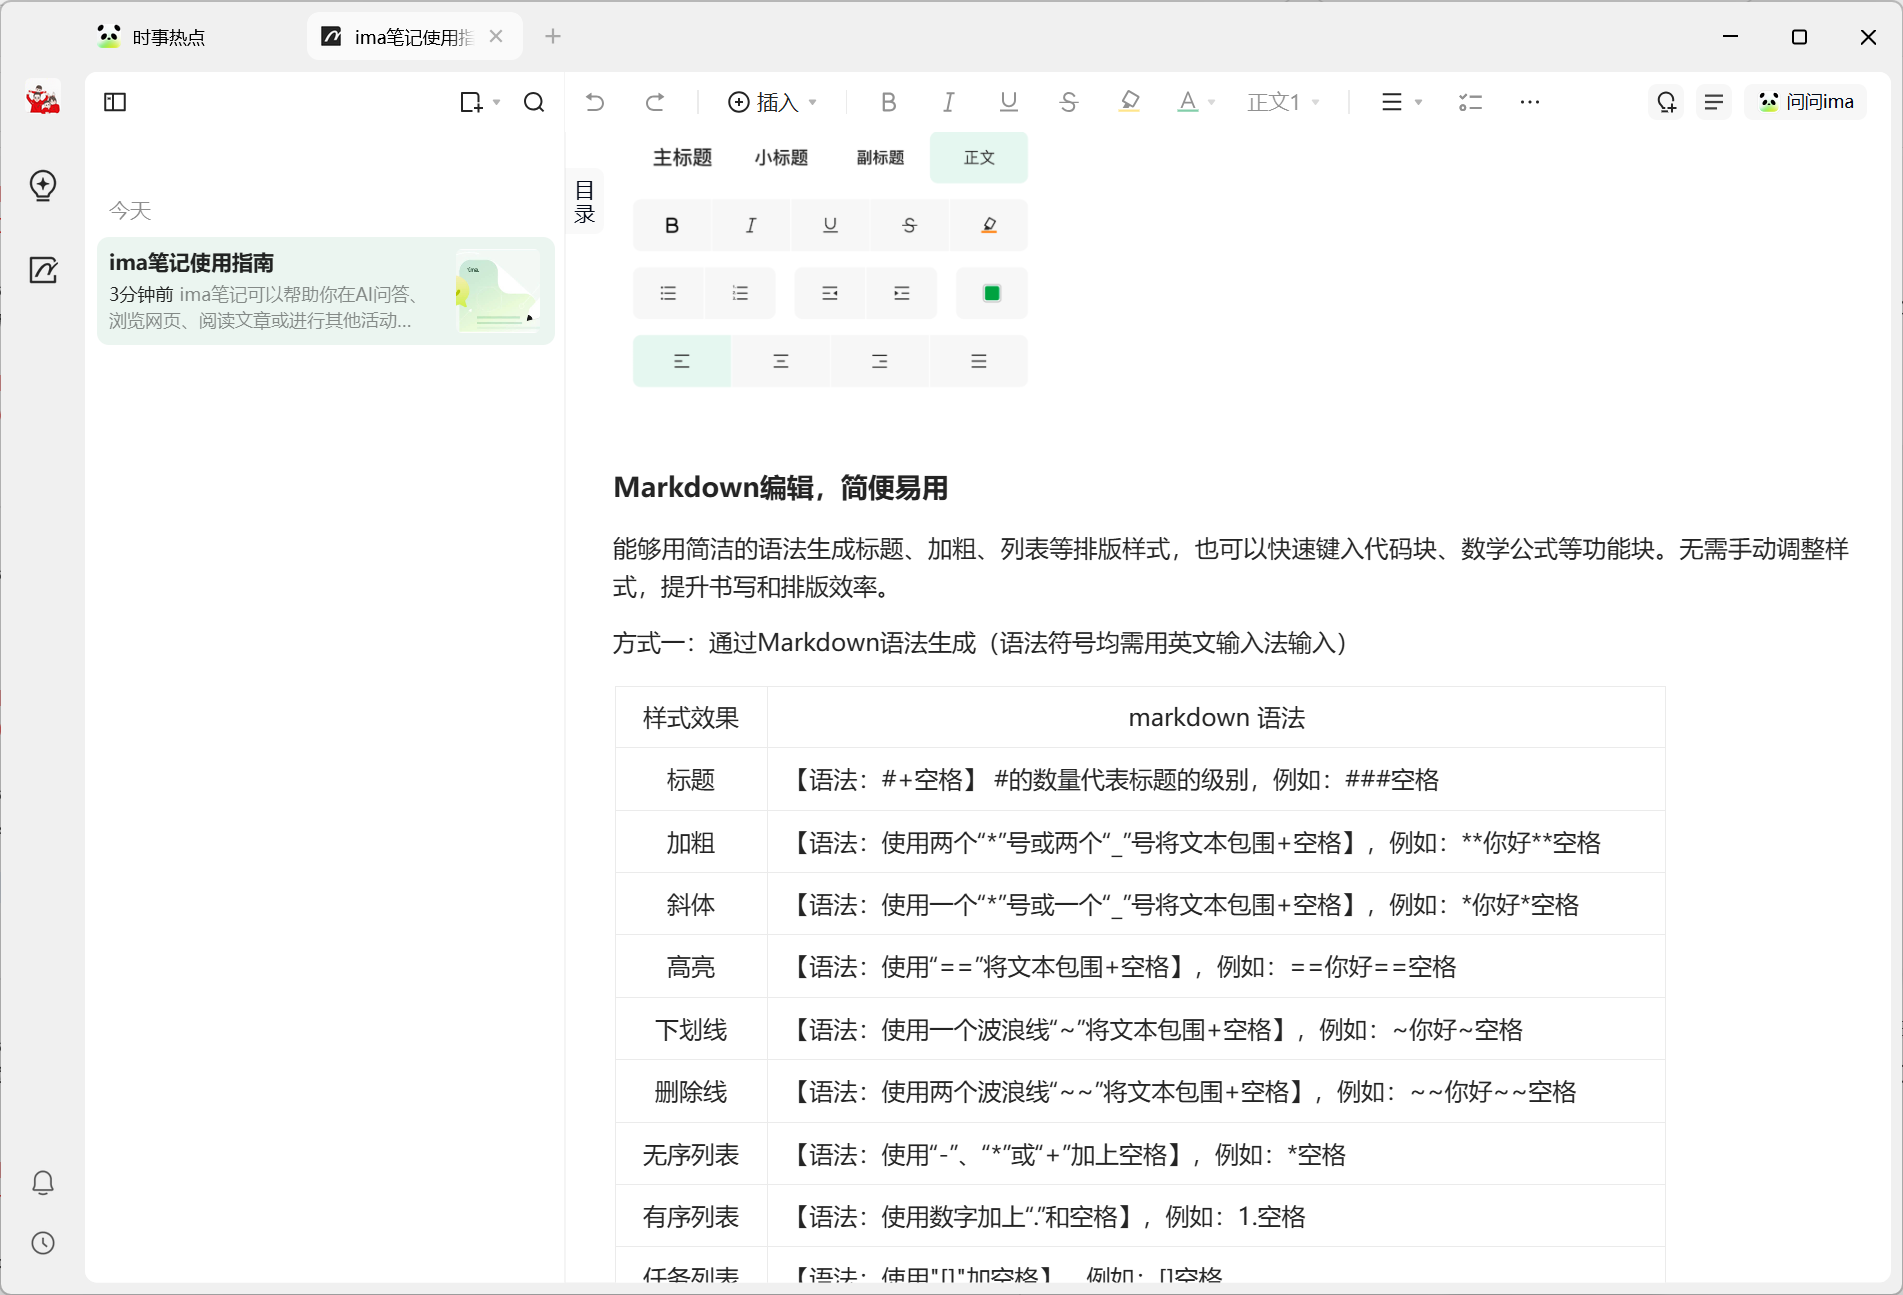 时事热点
ima笔记使用指
插入
正文1
问问ima
今天
ima笔记使用指南
3分钟前 ima笔记可以帮助你在AI问答、
浏览网页、阅读文章或进行其他活动...
目录
主标题 小标题 副标题 正文
Markdown编辑，简便易用
能够用简洁的语法生成标题、加粗、列表等排版样式，也可以快速键入代码块、数学公式等功能块。无需手动调整样
式，提升书写和排版效率。
方式一：通过Markdown语法生成（语法符号均需用英文输入法输入）
样式效果 markdown 语法
标题 【语法：#+空格】 #的数量代表标题的级别，例如：###空格
加粗 【语法：使用两个“*”号或两个“_”号将文本包围+空格】，例如：**你好**空格
斜体 【语法：使用一个“*”号或一个“_”号将文本包围+空格】，例如：*你好*空格
高亮 【语法：使用“==”将文本包围+空格】，例如：==你好==空格
下划线 【语法：使用一个波浪线“~”将文本包围+空格】，例如：~你好~空格
删除线 【语法：使用两个波浪线“~~”将文本包围+空格】，例如：~~你好~~空格
无序列表 【语法：使用“-”、“*”或“+”加上空格】，例如：*空格
有序列表 【语法：使用数字加上“.”和空格】，例如：1.空格
任务列表 【语法：使用"[]"加空格】，例如：[]空格